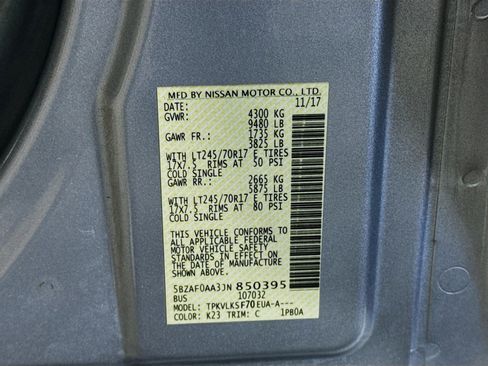 MFD BY NISSAN MOTOR CO., LTD.
DATE: 11/17
GVWR: 4300 KG
9480 LB
GAWR FR.: 1735 KG
3825 LB
WITH LT245/70R17 E TIRES
17X7.5 RIMS AT 50 PSI
COLD SINGLE
GAWR RR.: 2665 KG
5875 LB
WITH LT245/70R17 E TIRES
17X7.5 RIMS AT 80 PSI
COLD SINGLE
THIS VEHICLE CONFORMS TO
ALL APPLICABLE FEDERAL
MOTOR VEHICLE SAFETY
STANDARDS IN EFFECT ON
THE DATE OF MANUFACTURE
SHOWN ABOVE.
5BZAF0AA3JN850395
BUS 107032
MODEL: TPKVLKSF70EUA-A---
COLOR: K23 TRIM: C 1PB0A